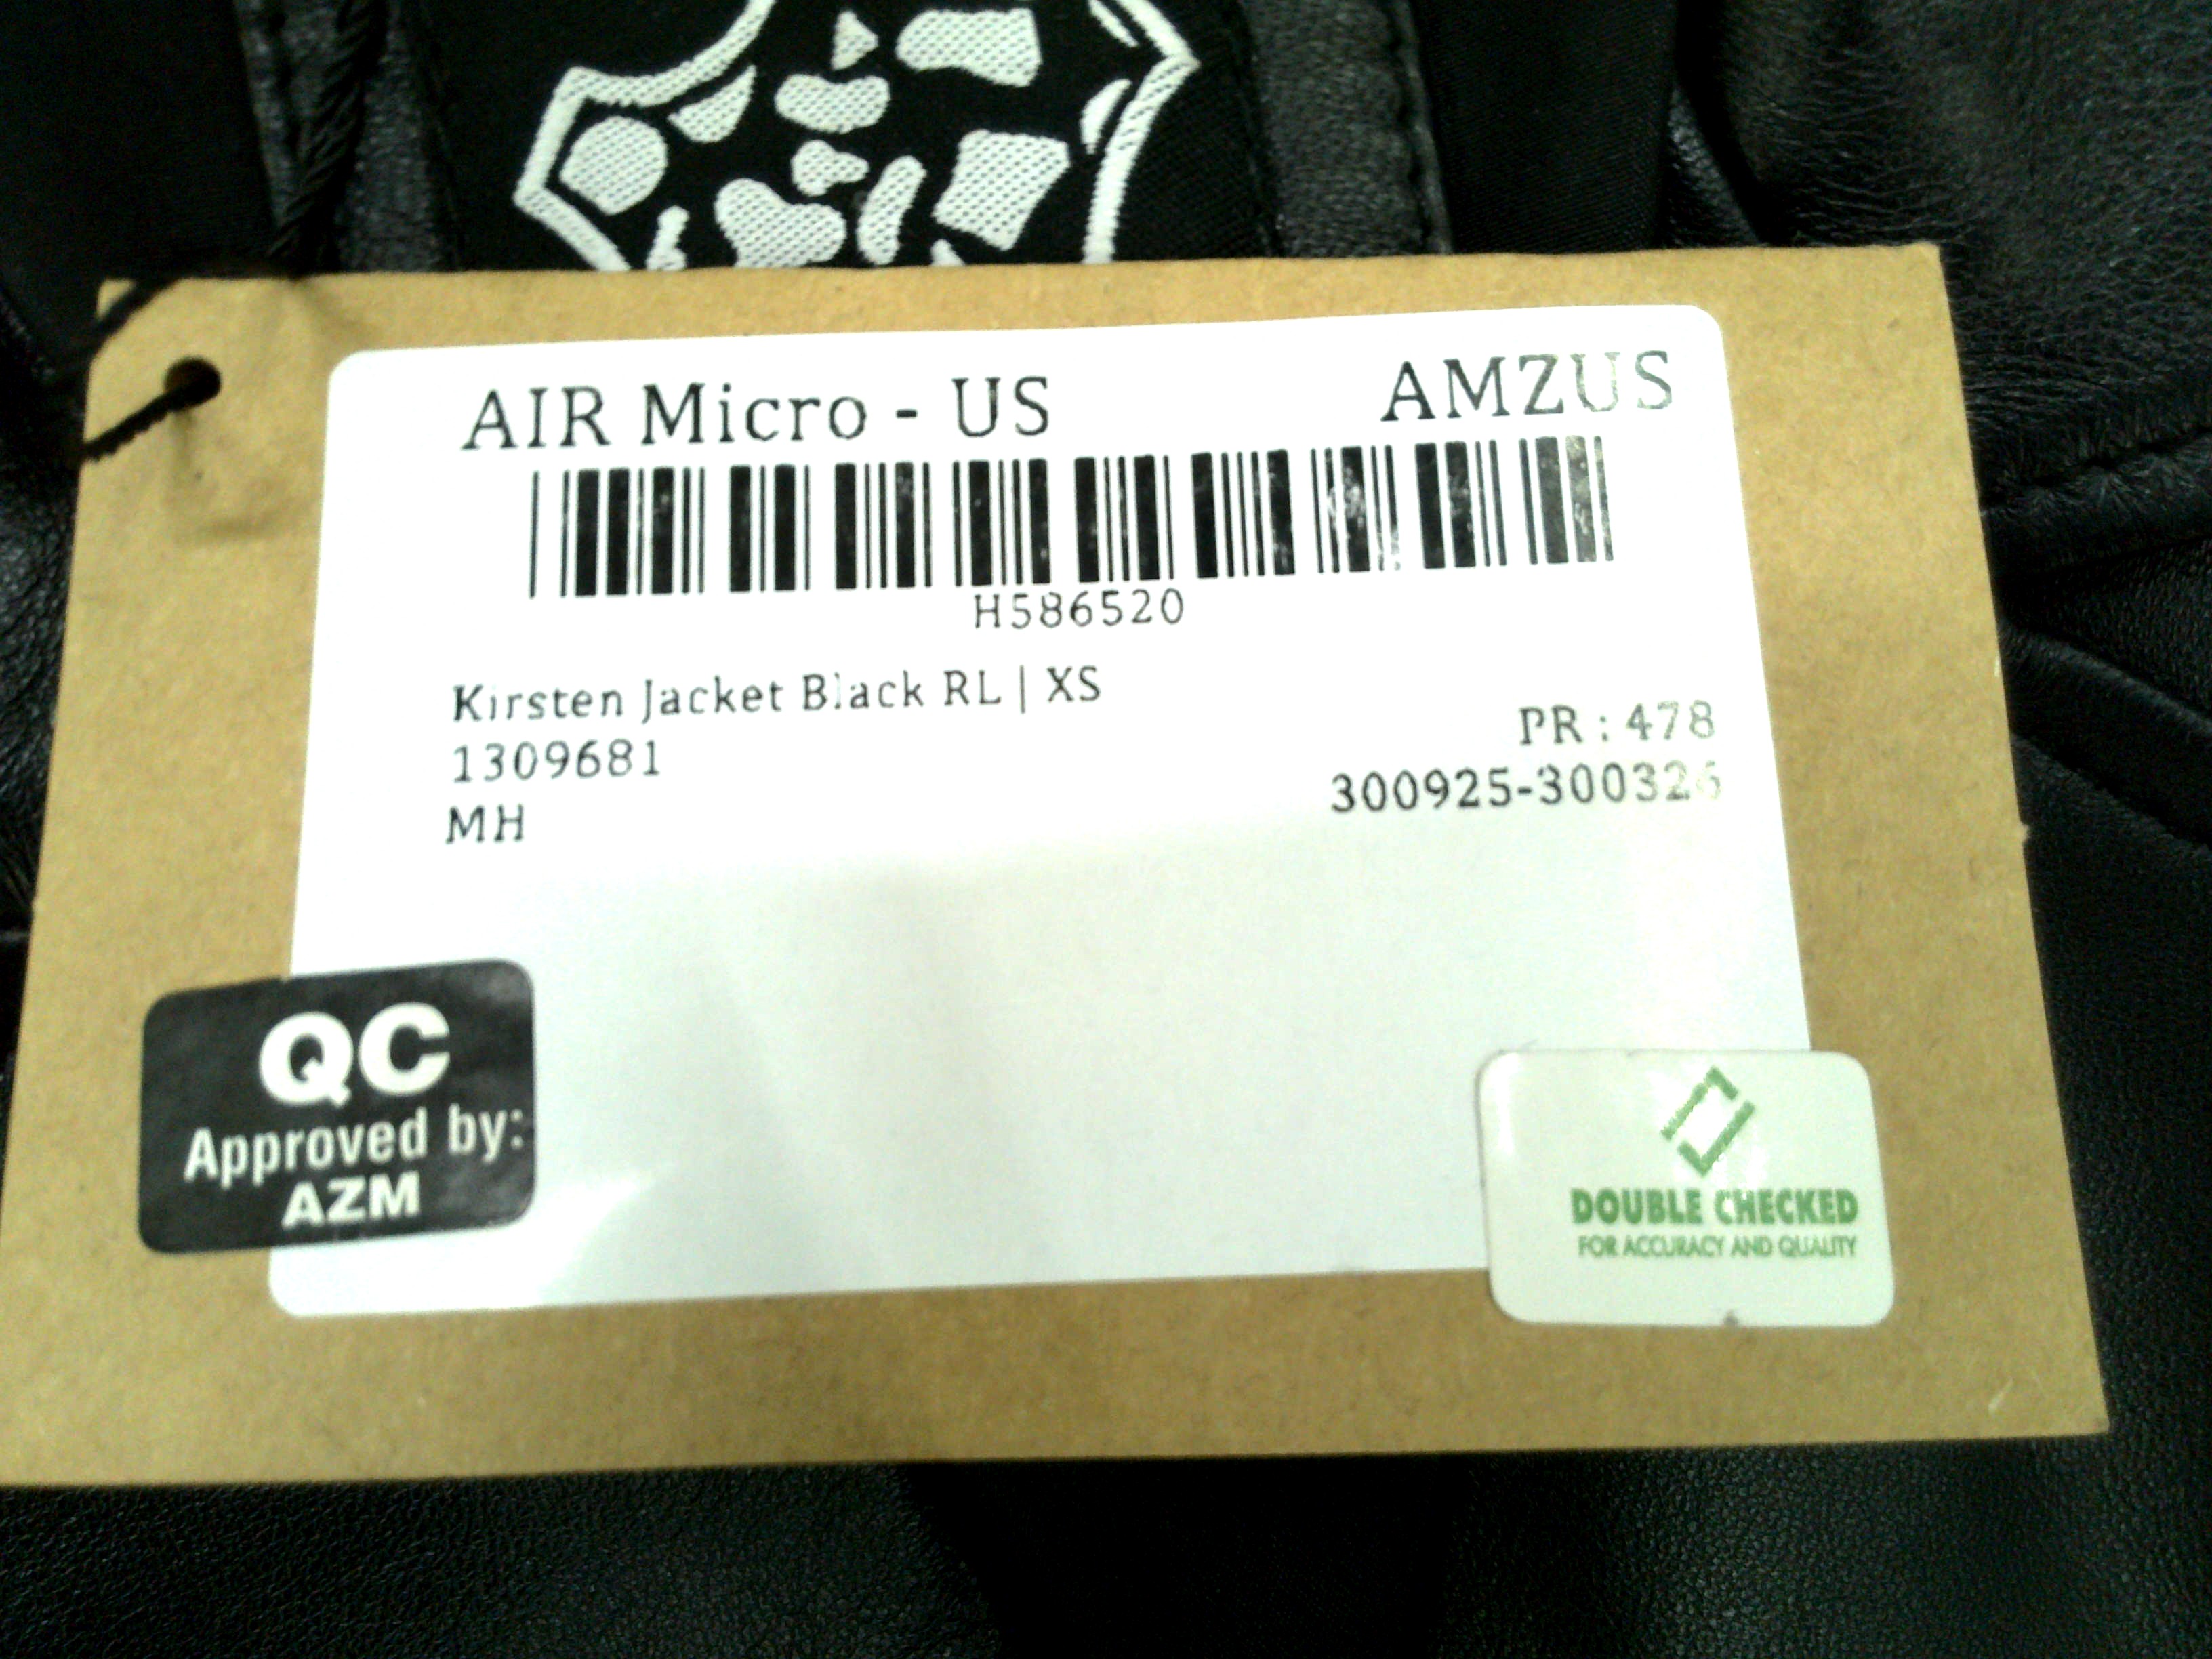 AIR Micro - US AMZUS
H586520
Kirsten Jacket Black RL | XS
1309681
PR : 478
MH
300925-300326
QC
Approved by:
AZM
DOUBLE CHECKED
FOR ACCURACY AND QUALITY